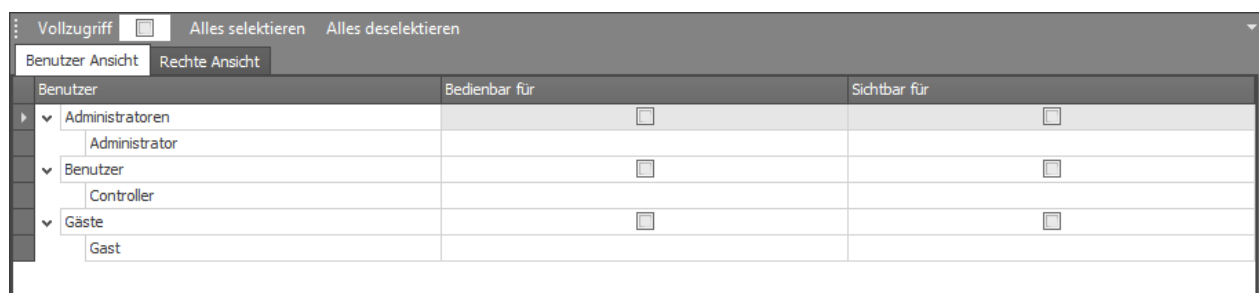 Vollzugriff Alles selektieren Alles deselektieren
Benutzer Ansicht Rechte Ansicht
Benutzer Bedienbar für Sichtbar für
Administratoren
Administrator
Benutzer
Controller
Gäste
Gast